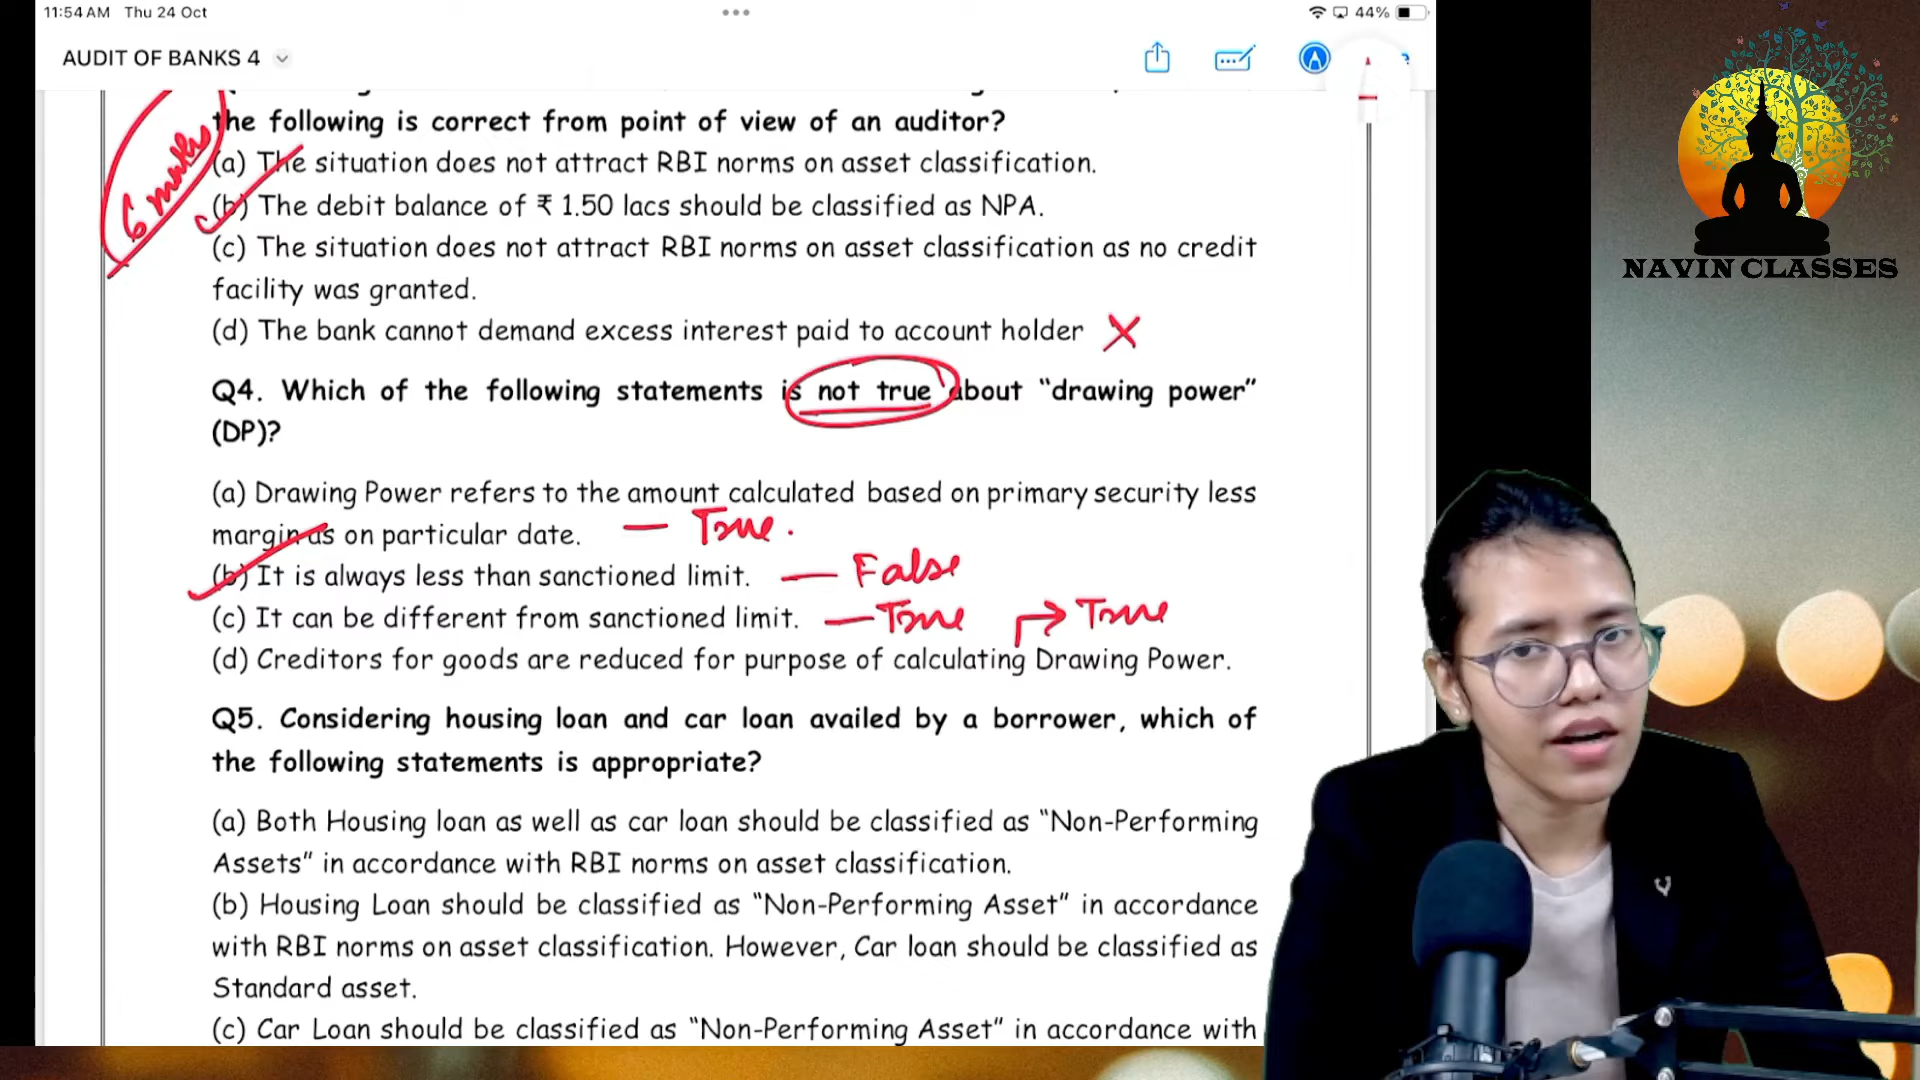 11:54 AM Thu 24 Oct
44%
AUDIT OF BANKS 4
the following is correct from point of view of an auditor?
6 marks
(a) The situation does not attract RBI norms on asset classification.
(b) The debit balance of ₹ 1.50 lacs should be classified as NPA.
(c) The situation does not attract RBI norms on asset classification as no credit
facility was granted.
(d) The bank cannot demand excess interest paid to account holder
NAVIN CLASSES
Q4. Which of the following statements is not true about “drawing power”
(DP)?
(a) Drawing Power refers to the amount calculated based on primary security less
margin as on particular date. — True.
(b) It is always less than sanctioned limit. — False
(c) It can be different from sanctioned limit. — True
True
(d) Creditors for goods are reduced for purpose of calculating Drawing Power.
Q5. Considering housing loan and car loan availed by a borrower, which of
the following statements is appropriate?
(a) Both Housing loan as well as car loan should be classified as “Non-Performing
Assets” in accordance with RBI norms on asset classification.
(b) Housing Loan should be classified as “Non-Performing Asset” in accordance
with RBI norms on asset classification. However, Car loan should be classified as
Standard asset.
(c) Car Loan should be classified as “Non-Performing Asset” in accordance with